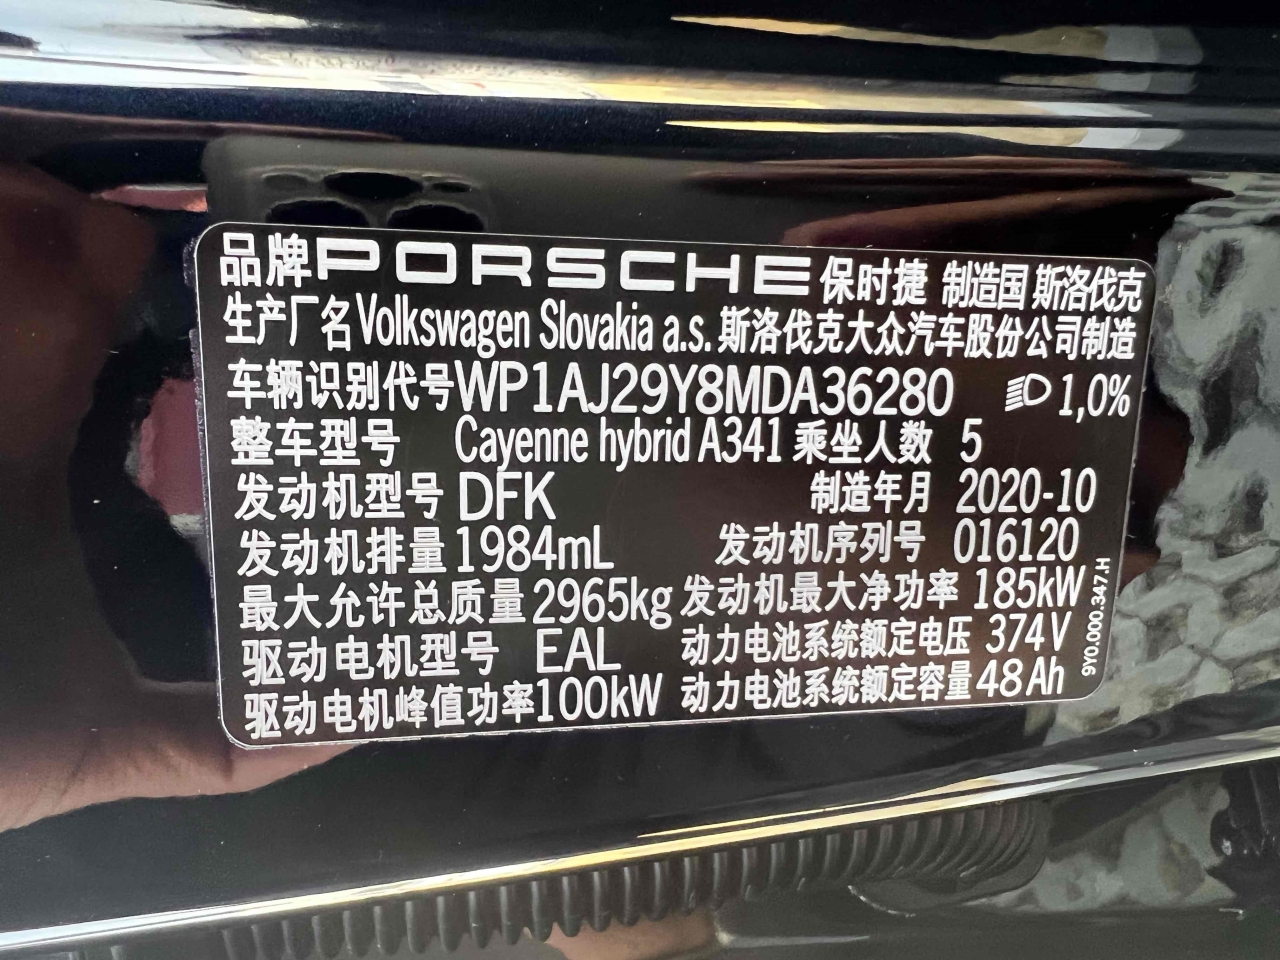 品牌 PORSCHE 保时捷 制造国 斯洛伐克
生产厂名 Volkswagen Slovakia a.s. 斯洛伐克大众汽车股份公司制造
车辆识别代号 WP1AJ29Y8MDA36280 1,0%
整车型号 Cayenne hybrid A341 乘坐人数 5
发动机型号 DFK 制造年月 2020-10
发动机排量 1984mL 发动机序列号 016120
最大允许总质量 2965kg 发动机最大净功率 185kW
驱动电机型号 EAL 动力电池系统额定电压 374V
驱动电机峰值功率 100kW 动力电池系统额定容量 48Ah
9Y0.000.347.H